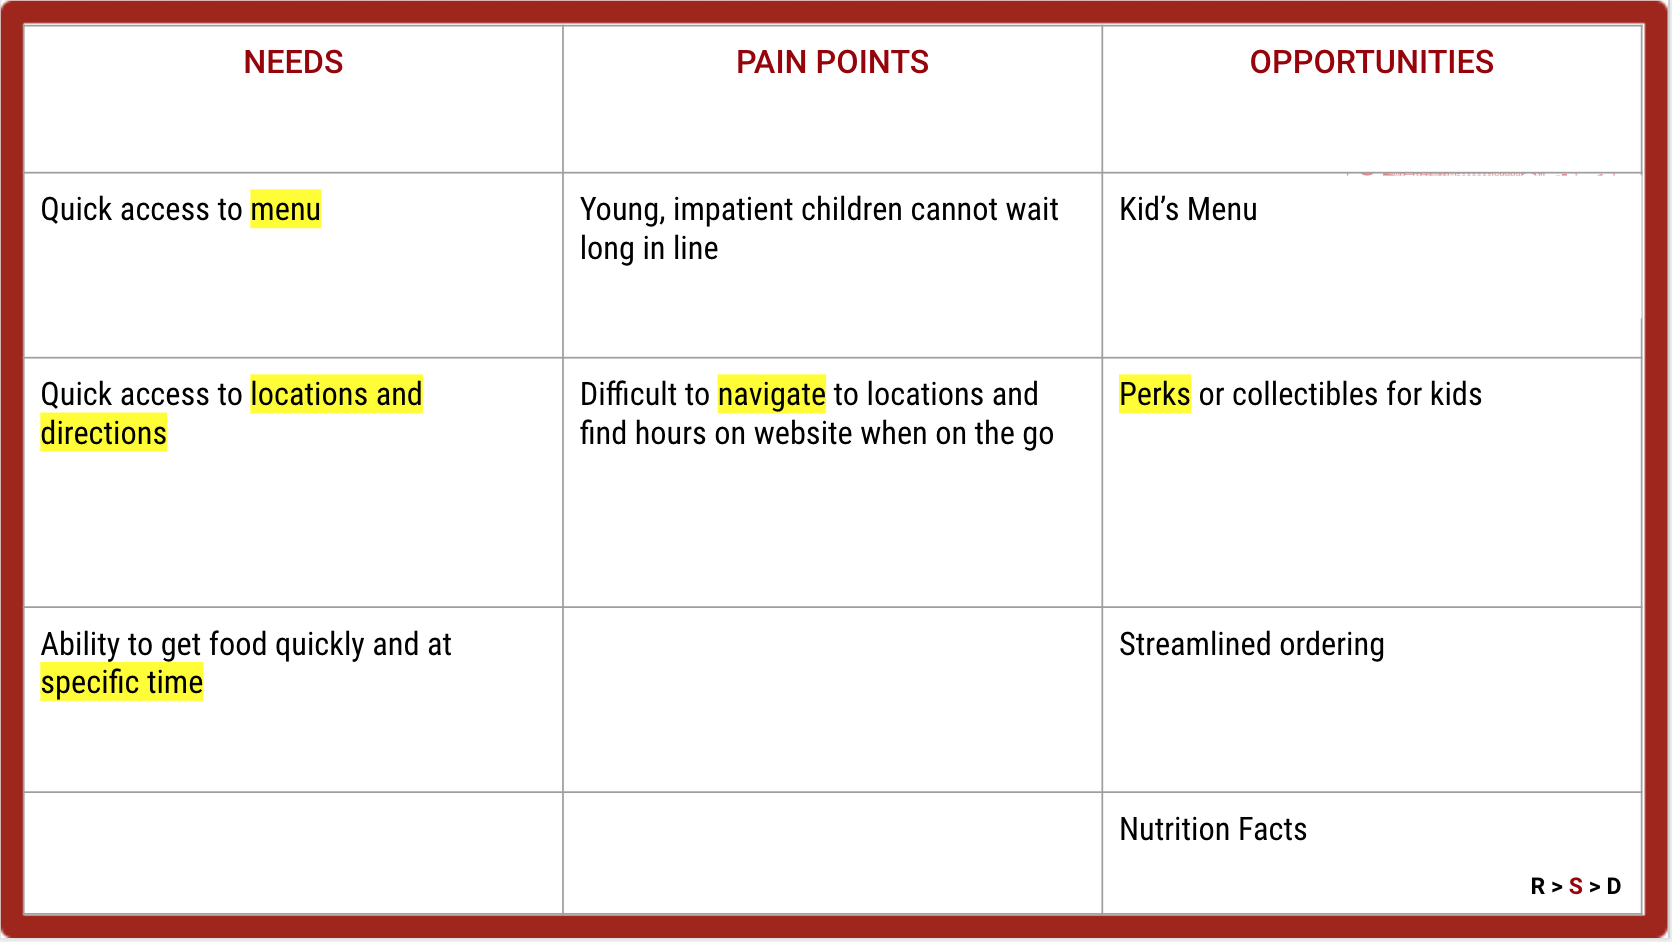 NEEDS
PAIN POINTS
OPPORTUNITIES
Quick access to menu
Young, impatient children cannot wait
long in line
Kid’s Menu
Quick access to locations and
directions
Difficult to navigate to locations and
find hours on website when on the go
Perks or collectibles for kids
Ability to get food quickly and at
specific time
Streamlined ordering
Nutrition Facts
R > S > D